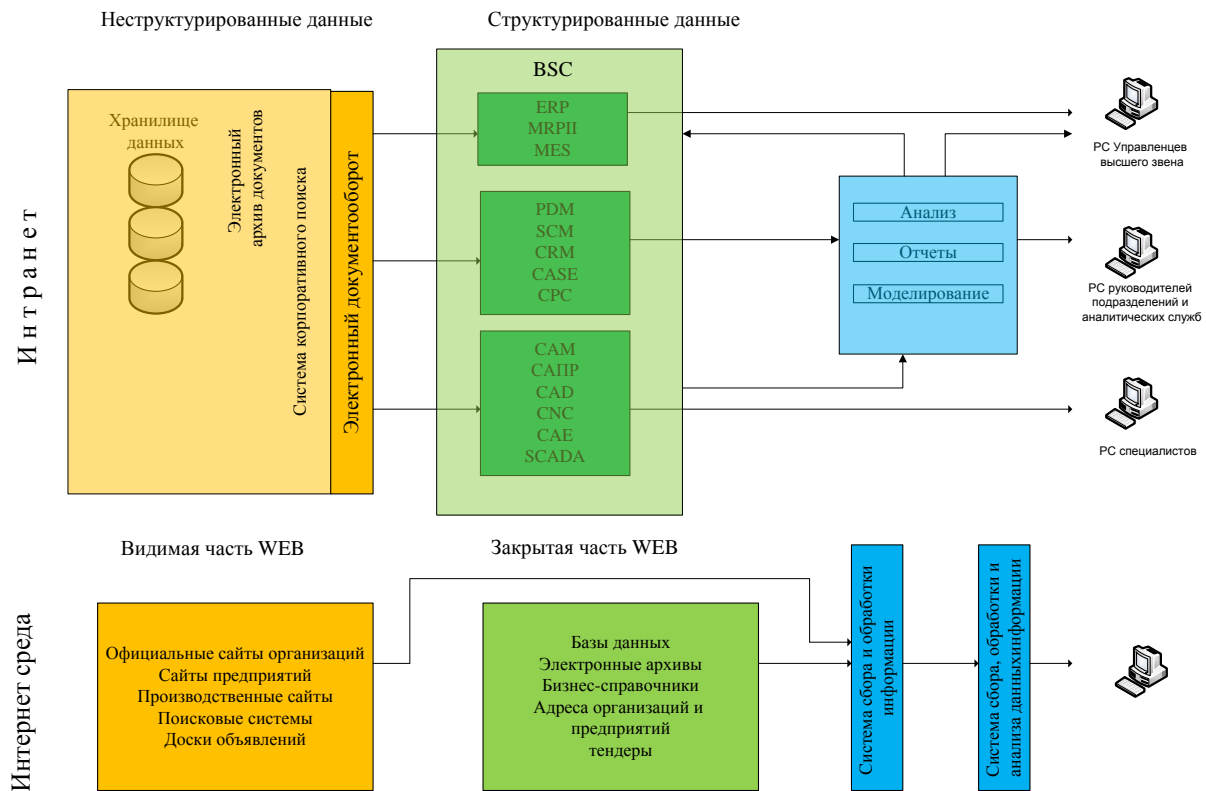 Неструктурированные данные
Структурированные данные
Интранет
Хранилище
данных
Электронный
архив документов
Система корпоративного поиска
Электронный документооборот
BSC
ERP
MRPII
MES
PDM
SCM
CRM
CASE
CPC
CAM
САПР
CAD
CNC
CAE
SCADA
Анализ
Отчеты
Моделирование
РС Управленцев
высшего звена
РС руководителей
подразделений и
аналитических служб
РС специалистов
Видимая часть WEB
Закрытая часть WEB
Интернет среда
Официальные сайты организаций
Сайты предприятий
Производственные сайты
Поисковые системы
Доски объявлений
Базы данных
Электронные архивы
Бизнес-справочники
Адреса организаций и
предприятий
тендеры
Система сбора и обработки
информации
Система сбора, обработки и
анализа данныхинформации